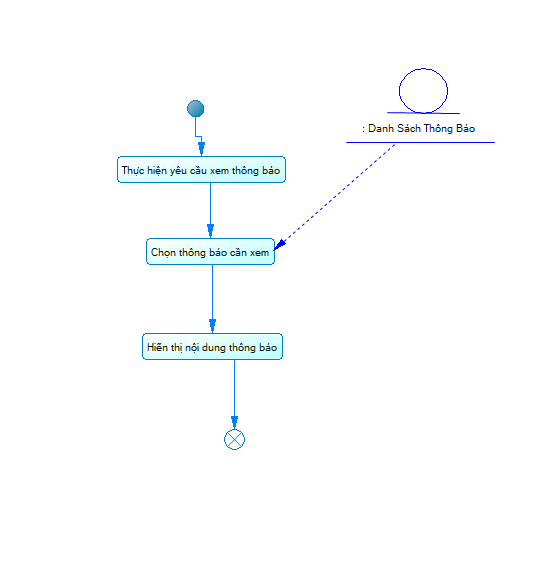 : Danh Sách Thông Báo
Thực hiện yêu cầu xem thông báo
Chọn thông báo cần xem
Hiển thị nội dung thông báo